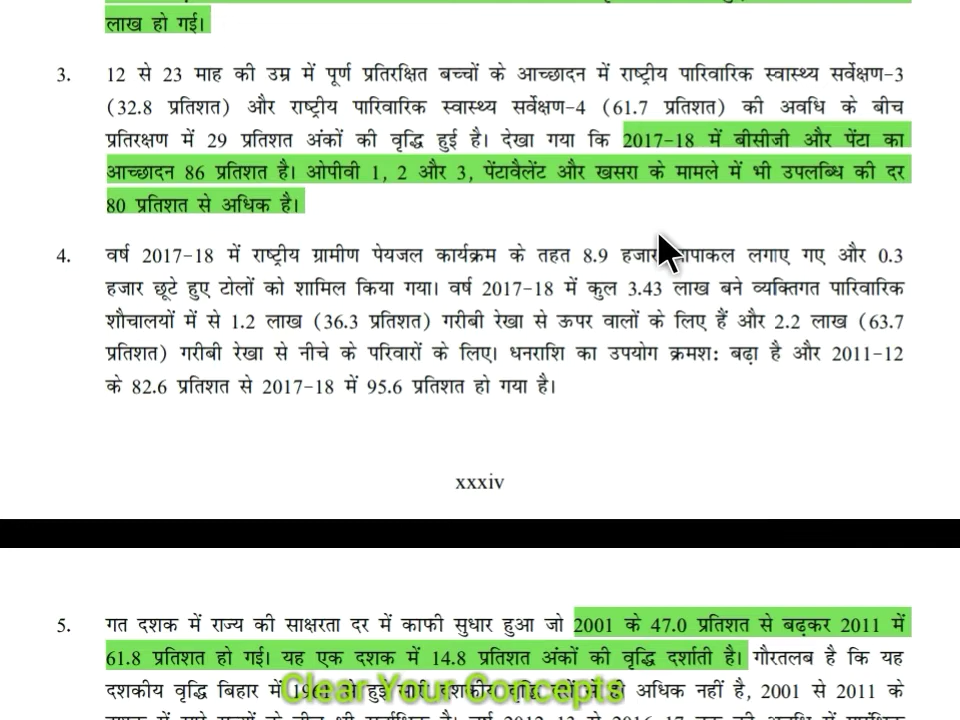 लाख हो गई।
3. 12 से 23 माह की उम्र में पूर्ण प्रतिरक्षित बच्चों के आच्छादन में राष्ट्रीय पारिवारिक स्वास्थ्य सर्वेक्षण-3
(32.8 प्रतिशत) और राष्ट्रीय पारिवारिक स्वास्थ्य सर्वेक्षण-4 (61.7 प्रतिशत) की अवधि के बीच
प्रतिरक्षण में 29 प्रतिशत अंकों की वृद्धि हुई है। देखा गया कि 2017-18 में बीसीजी और पेंटा का
आच्छादन 86 प्रतिशत है। ओपीवी 1, 2 और 3, पेंटावैलेंट और खसरा के मामले में भी उपलब्धि की दर
80 प्रतिशत से अधिक है।
4. वर्ष 2017-18 में राष्ट्रीय ग्रामीण पेयजल कार्यक्रम के तहत 8.9 हजार लगाए गए और 0.3
हजार छूटे हुए टोलों को शामिल किया गया। वर्ष 2017-18 में कुल 3.43 लाख बने व्यक्तिगत पारिवारिक
शौचालयों में से 1.2 लाख (36.3 प्रतिशत) गरीबी रेखा से ऊपर वालों के लिए हैं और 2.2 लाख (63.7
प्रतिशत) गरीबी रेखा से नीचे के परिवारों के लिए। धनराशि का उपयोग क्रमश: बढ़ा है और 2011-12
के 82.6 प्रतिशत से 2017-18 में 95.6 प्रतिशत हो गया है।
xxxiv
5. गत दशक में राज्य की साक्षरता दर में काफी सुधार हुआ जो 2001 के 47.0 प्रतिशत से बढ़कर 2011 में
61.8 प्रतिशत हो गई। यह एक दशक में 14.8 प्रतिशत अंकों की वृद्धि दर्शाती है। गौरतलब है कि यह
दशकीय वृद्धि बिहार में अधिक नहीं है, 2001 से 2011 के
Clear Your Concepts